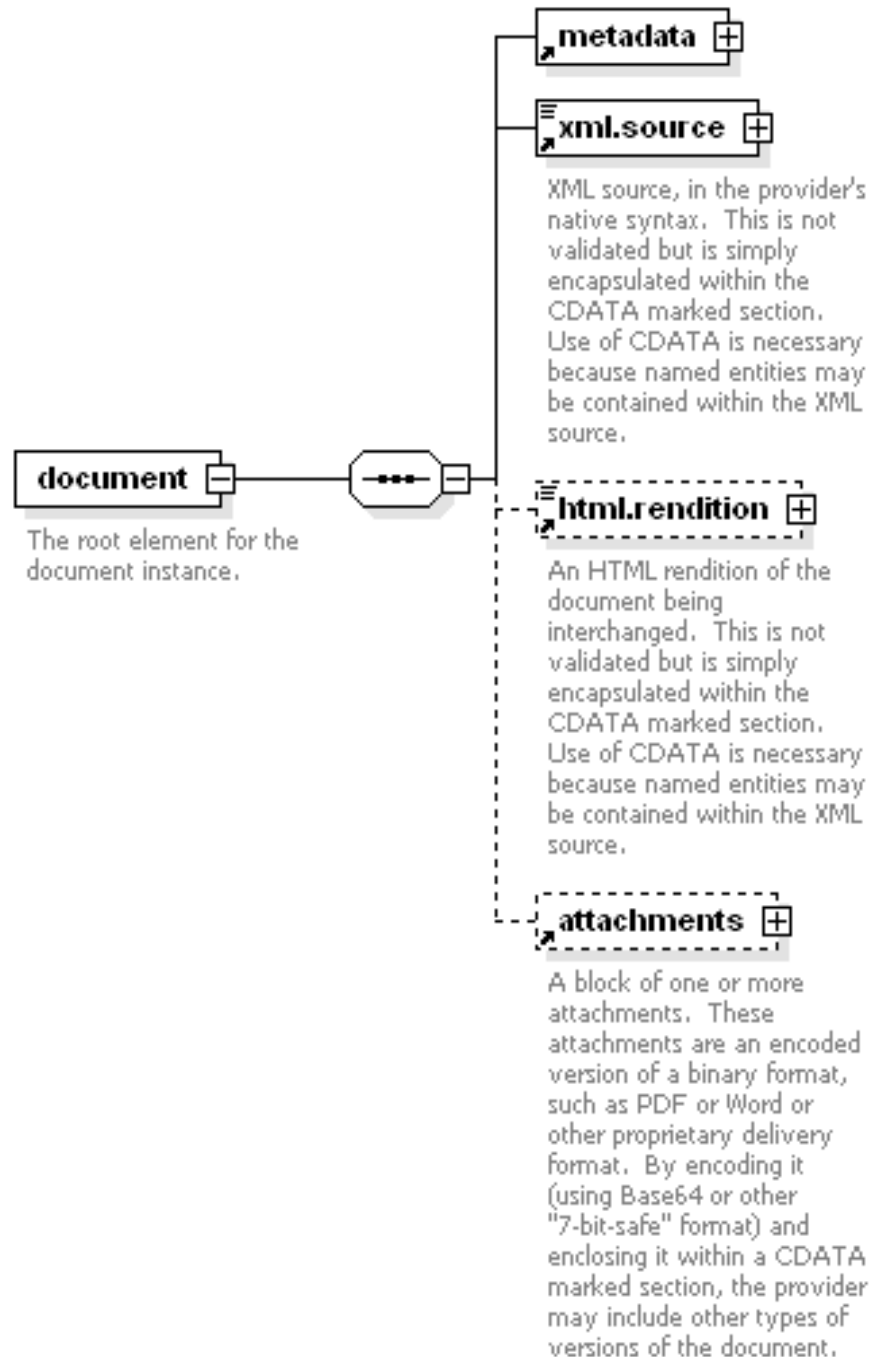 metadata
xml.source
XML source, in the provider's
native syntax.  This is not
validated but is simply
encapsulated within the
CDATA marked section.
Use of CDATA is necessary
because named entities may
be contained within the XML
source.
document
The root element for the
document instance.
html.rendition
An HTML rendition of the
document being
interchanged.  This is not
validated but is simply
encapsulated within the
CDATA marked section.
Use of CDATA is necessary
because named entities may
be contained within the XML
source.
attachments
A block of one or more
attachments.  These
attachments are an encoded
version of a binary format,
such as PDF or Word or
other proprietary delivery
format.  By encoding it
(using Base64 or other
"7-bit-safe" format) and
enclosing it within a CDATA
marked section, the provider
may include other types of
versions of the document.